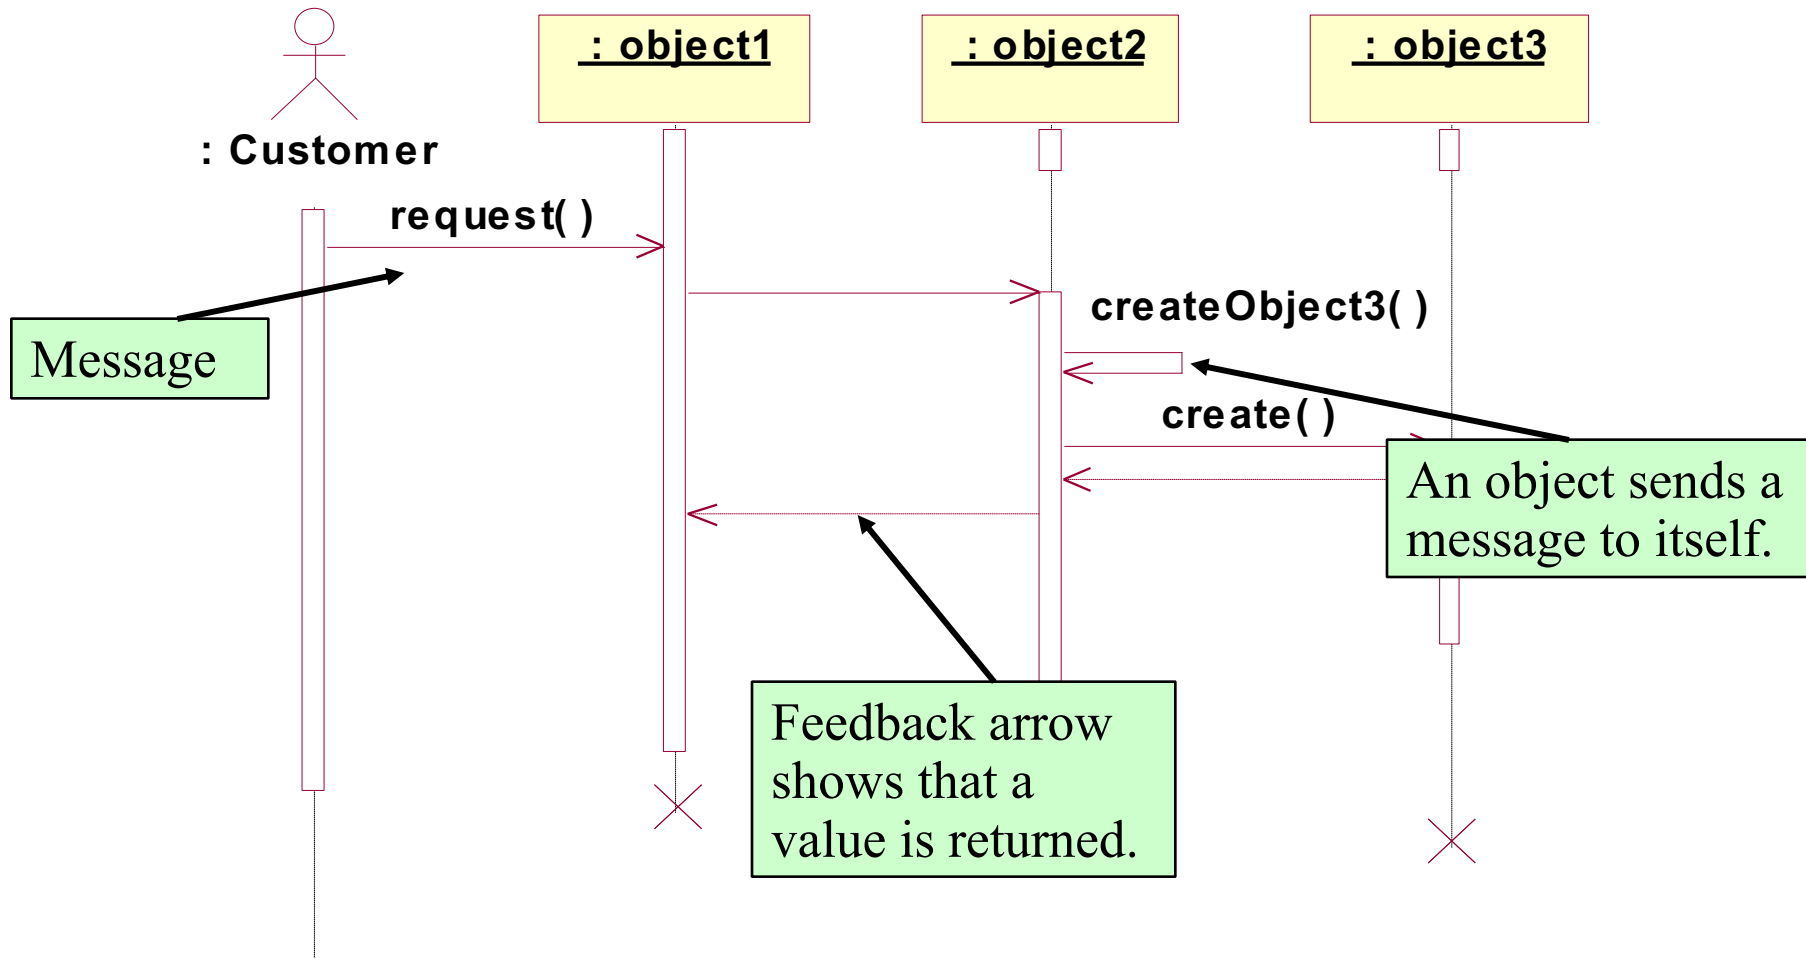 : object1
: object2
: object3
: Customer
request( )
createObject3( )
Message
create( )
An object sends a
message to itself.
Feedback arrow
shows that a
value is returned.